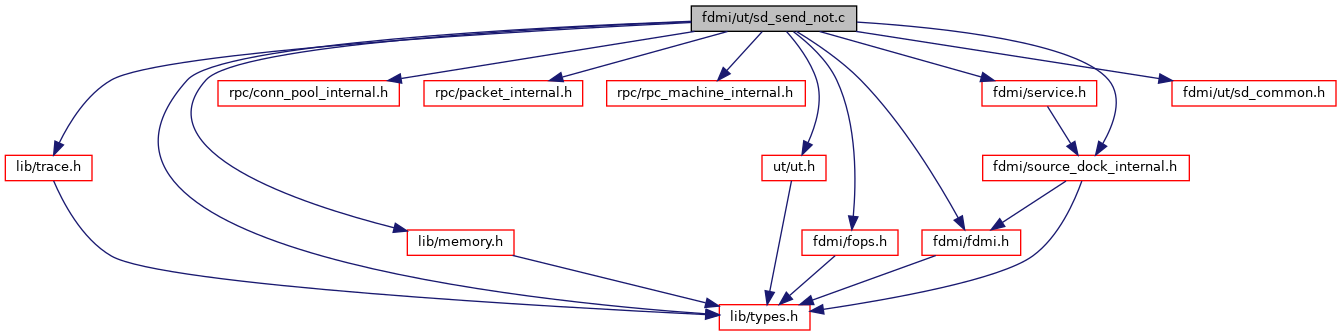 fdmi/ut/sd_send_not.c
rpc/conn_pool_internal.h
rpc/packet_internal.h
rpc/rpc_machine_internal.h
fdmi/service.h
fdmi/ut/sd_common.h
lib/trace.h
ut/ut.h
fdmi/source_dock_internal.h
lib/memory.h
fdmi/fops.h
fdmi/fdmi.h
lib/types.h